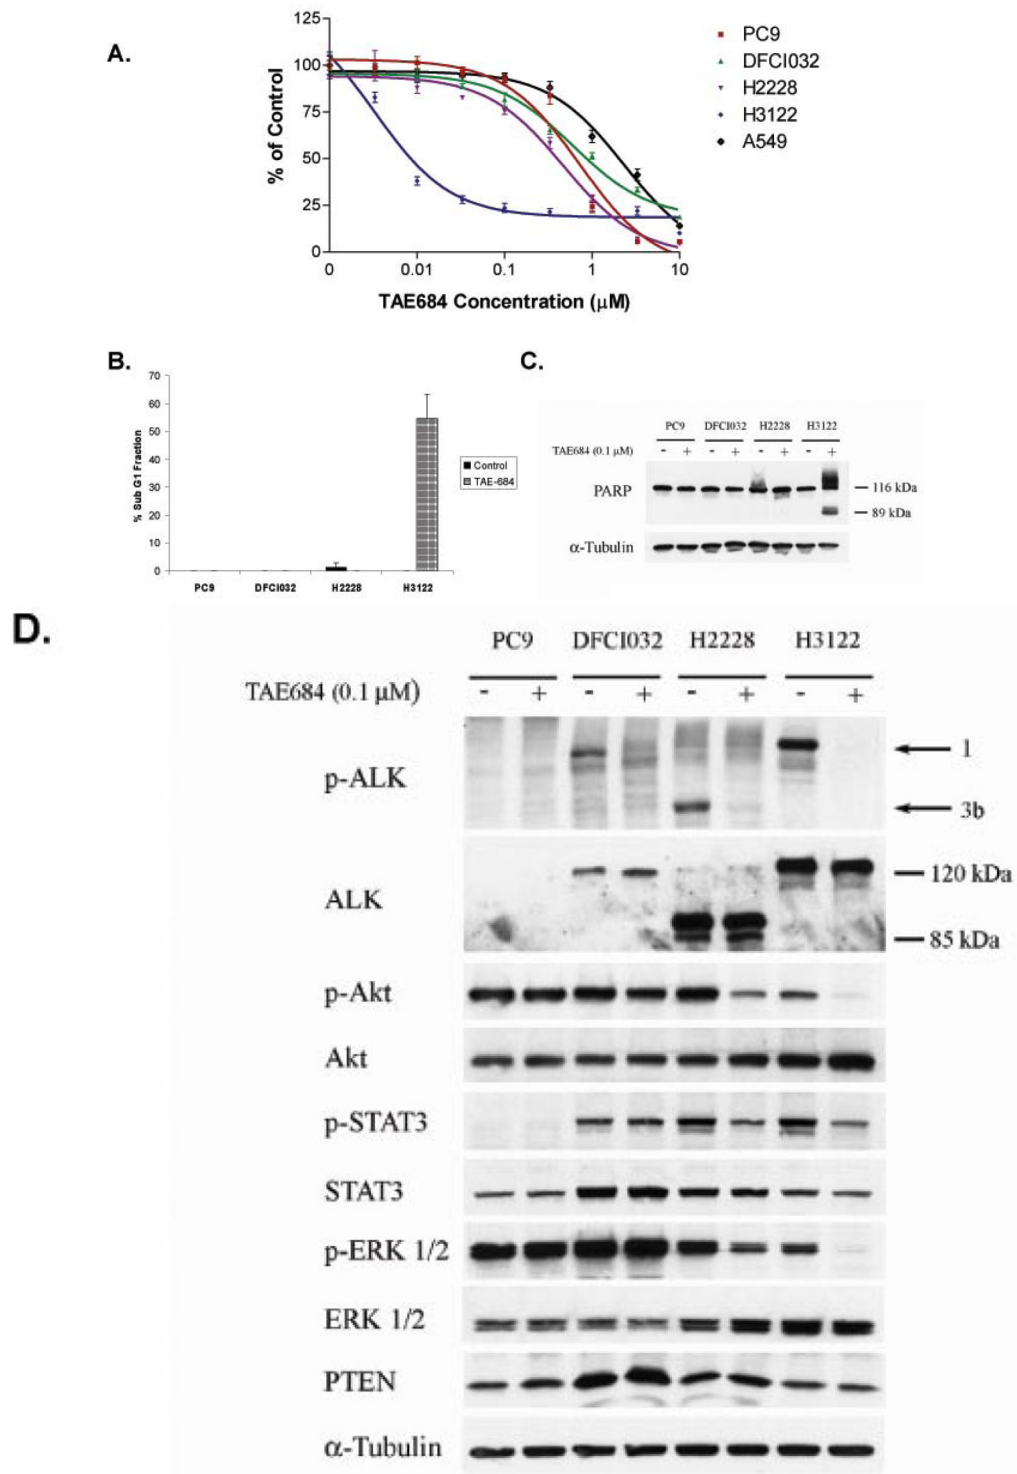 A.
125
100
75
50
25
0
% of Control
0 0.01 0.1 1 10
TAE684 Concentration (μM)
PC9
DFCI032
H2228
H3122
A549
B.
70
60
50
40
30
20
10
0
% Sub G1 Fraction
PC9 DFCI032 H2228 H3122
Control
TAE-684
C.
PC9 DFCI032 H2228 H3122
TAE684 (0.1 μM) - + - + - + - +
PARP
116 kDa
89 kDa
α-Tubulin
D.
PC9 DFCI032 H2228 H3122
TAE684 (0.1 μM) - + - + - + - +
p-ALK
1
3b
ALK
120 kDa
85 kDa
p-Akt
Akt
p-STAT3
STAT3
p-ERK 1/2
ERK 1/2
PTEN
α-Tubulin